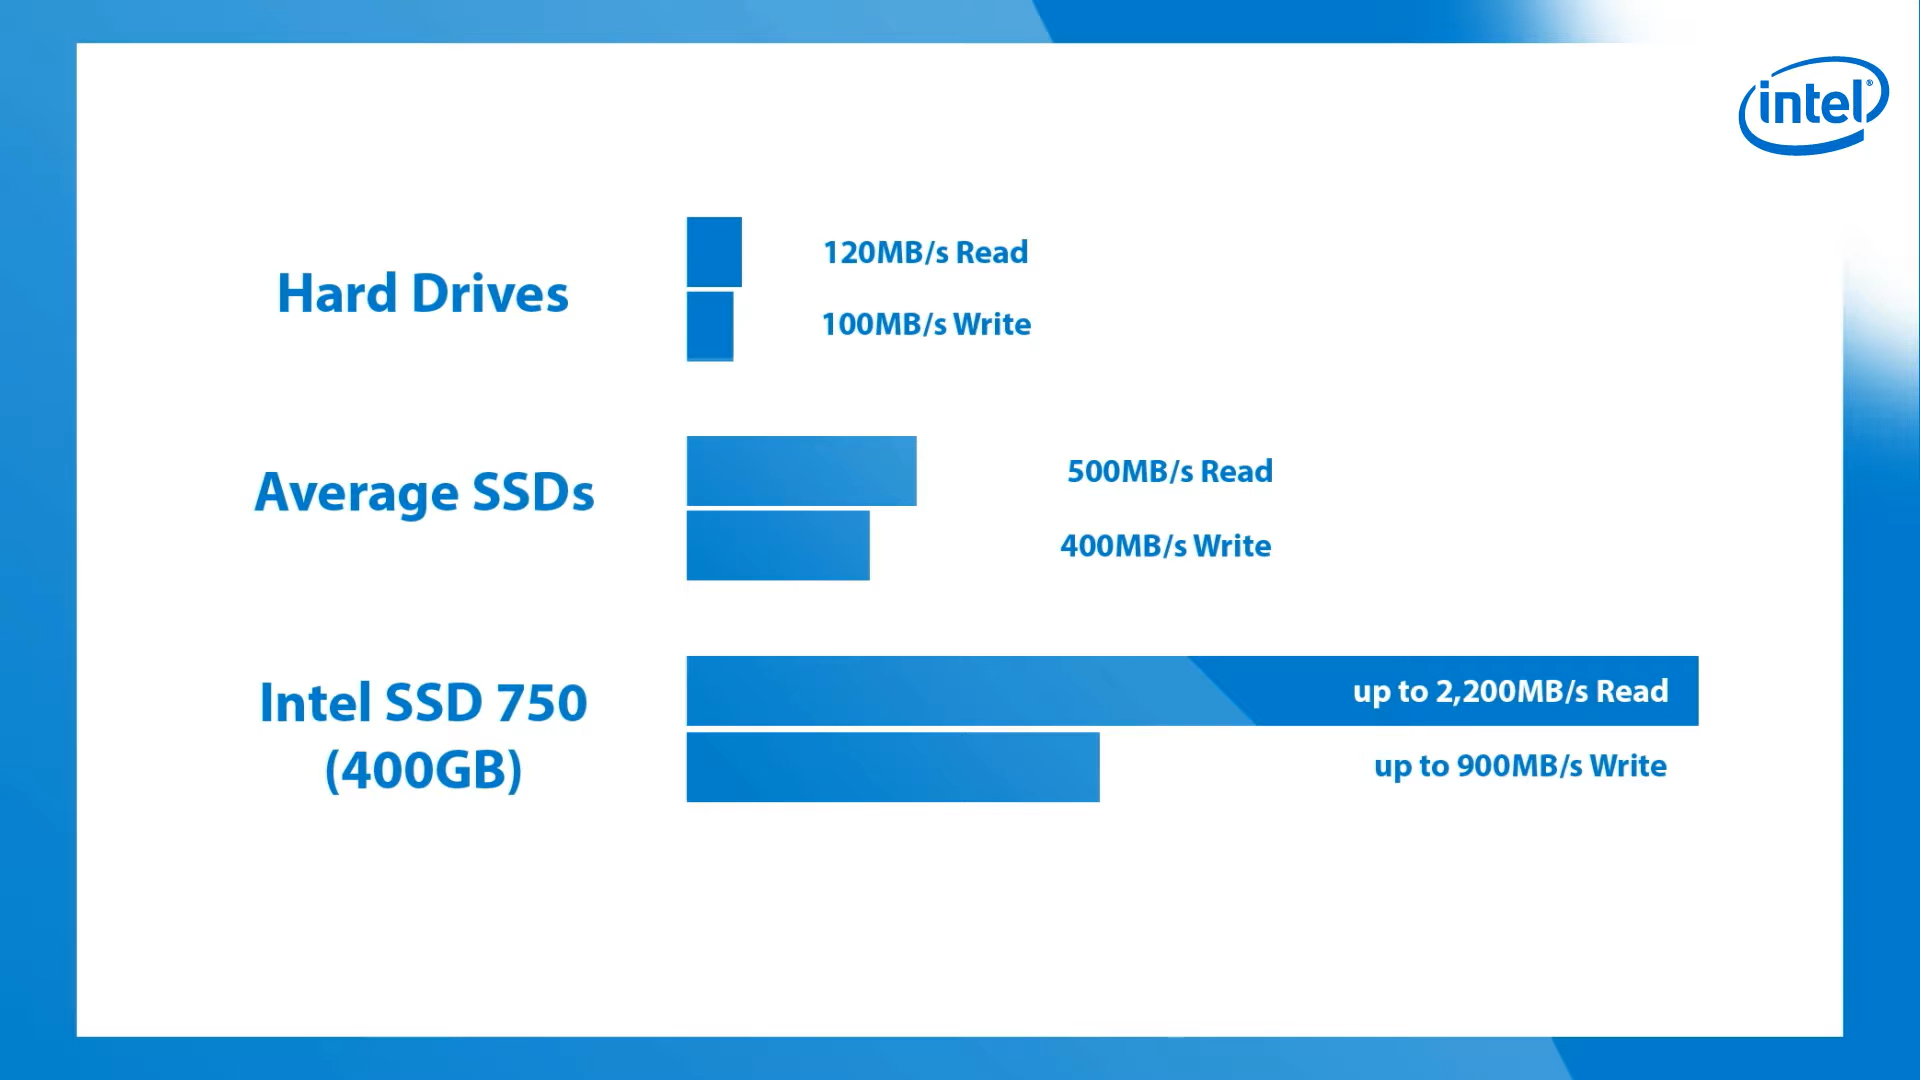 intel®
Hard Drives
120MB/s Read
100MB/s Write
Average SSDs
500MB/s Read
400MB/s Write
Intel SSD 750
(400GB)
up to 2,200MB/s Read
up to 900MB/s Write